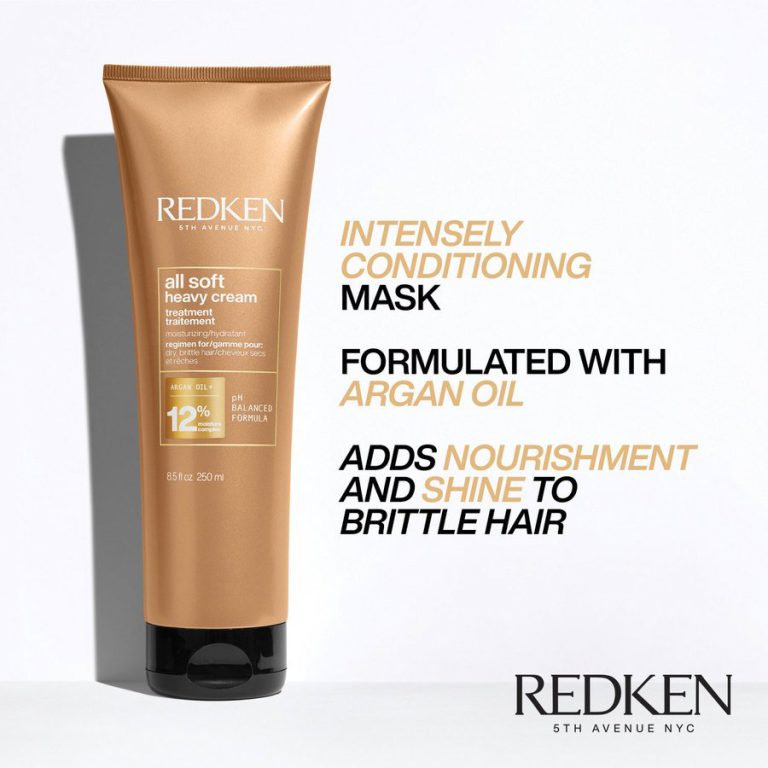 REDKEN
5TH AVENUE NYC
all soft
heavy cream
treatment
traitement
moisturizing/hydratant
regimen for/gamme pour:
dry, brittle hair/cheveux secs
et rêches
ARGAN OIL+
12%
moisture
complex
pH
BALANCED
FORMULA
8.5 fl oz 250 ml
INTENSELY
CONDITIONING
MASK
FORMULATED WITH
ARGAN OIL
ADDS NOURISHMENT
AND SHINE TO
BRITTLE HAIR
REDKEN
5TH AVENUE NYC